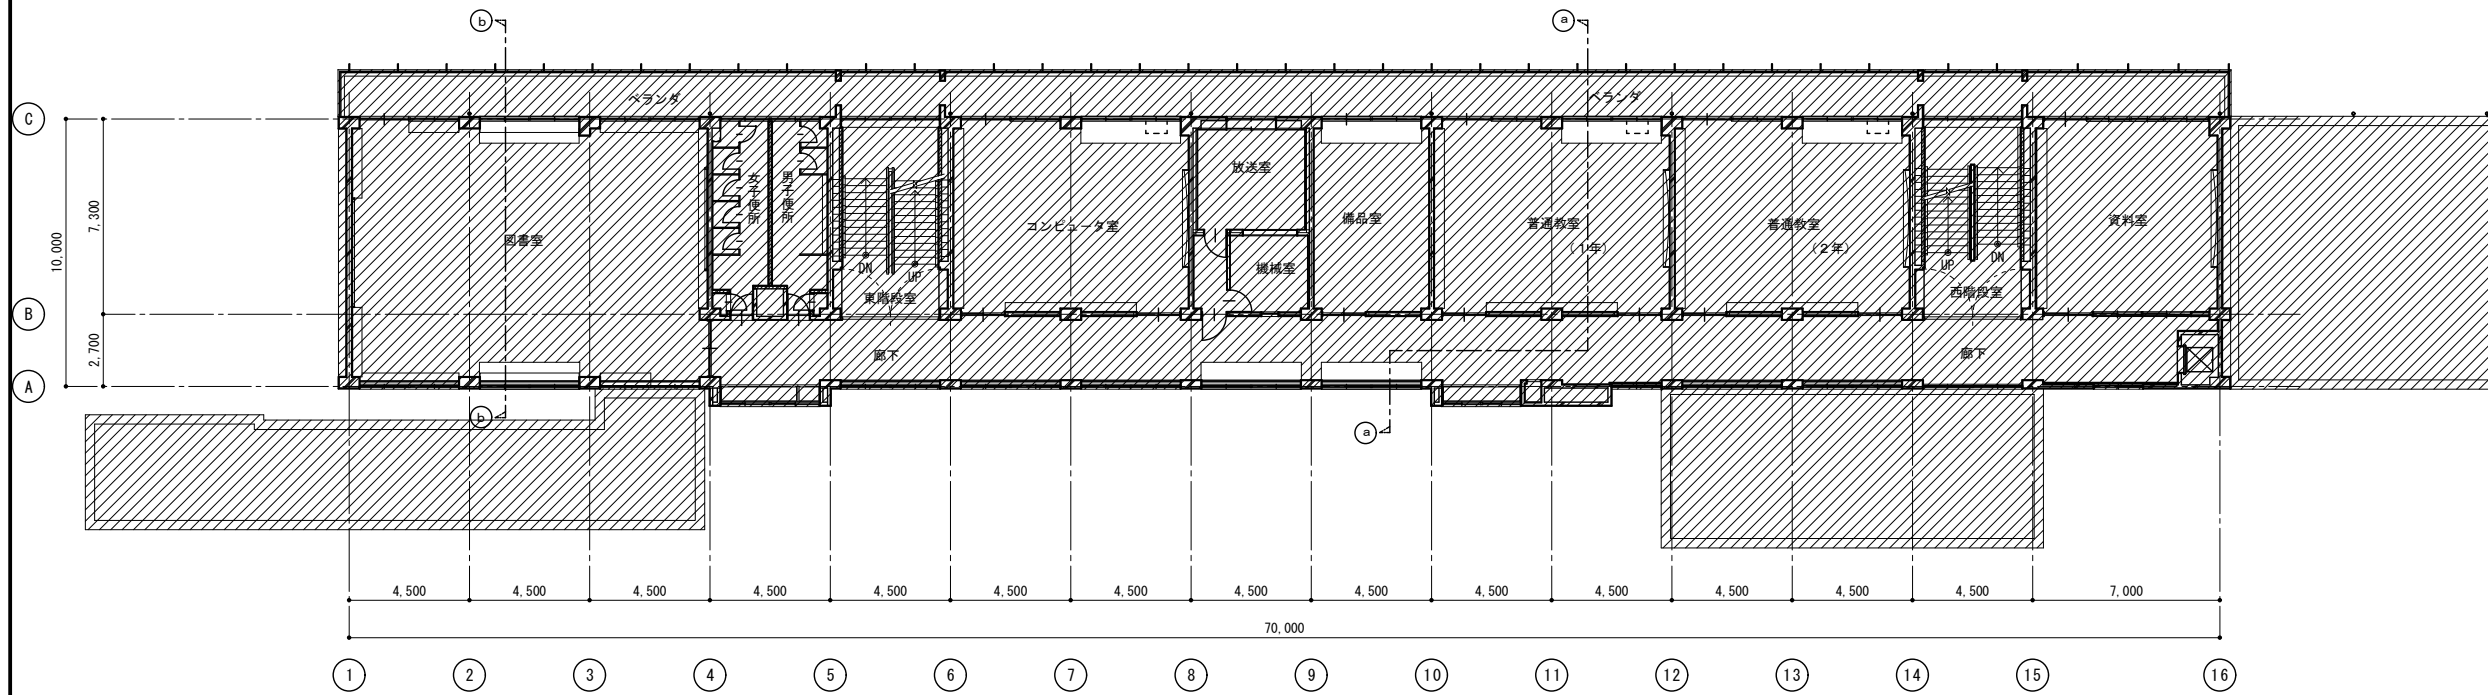 b
a
ベランダ
ベランダ
C
B
A
10,000
7,300
2,700
図書室
女子便所
男子便所
DN
UP
東階段室
コンピュータ室
放送室
機械室
備品室
普通教室
(1年)
普通教室
(2年)
UP
DN
西階段室
資料室
廊下
廊下
b
a
4,500
4,500
4,500
4,500
4,500
4,500
4,500
4,500
4,500
4,500
4,500
4,500
4,500
4,500
7,000
70,000
1
2
3
4
5
6
7
8
9
10
11
12
13
14
15
16